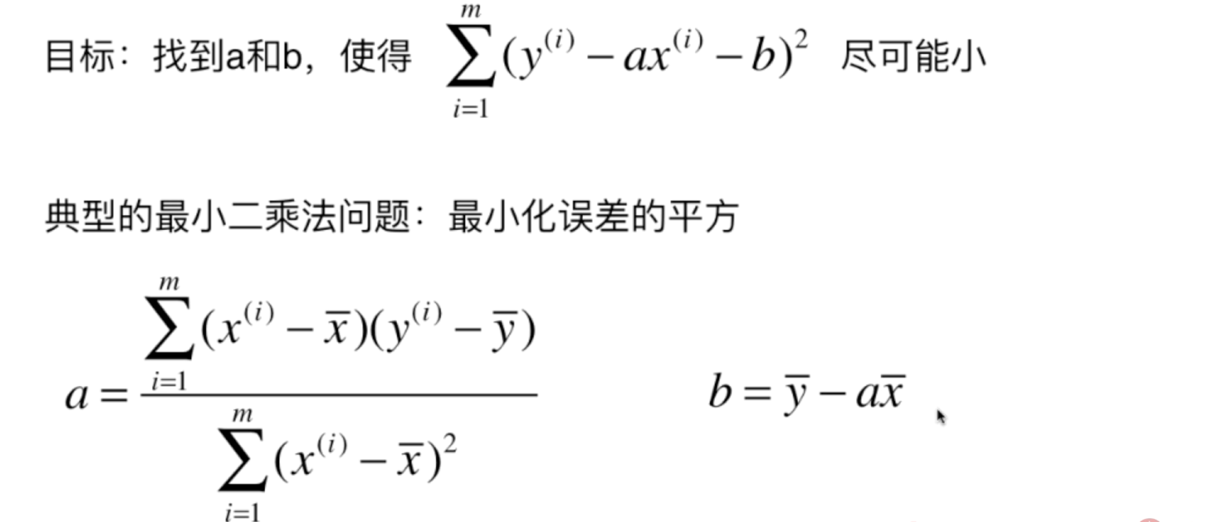 目标：找到a和b，使得 $\sum_{i=1}^{m}(y^{(i)} - ax^{(i)} - b)^2$ 尽可能小
典型的最小二乘法问题：最小化误差的平方
$a = \frac{\sum_{i=1}^{m}(x^{(i)} - \overline{x})(y^{(i)} - \overline{y})}{\sum_{i=1}^{m}(x^{(i)} - \overline{x})^2}$ $b = \overline{y} - a\overline{x}$